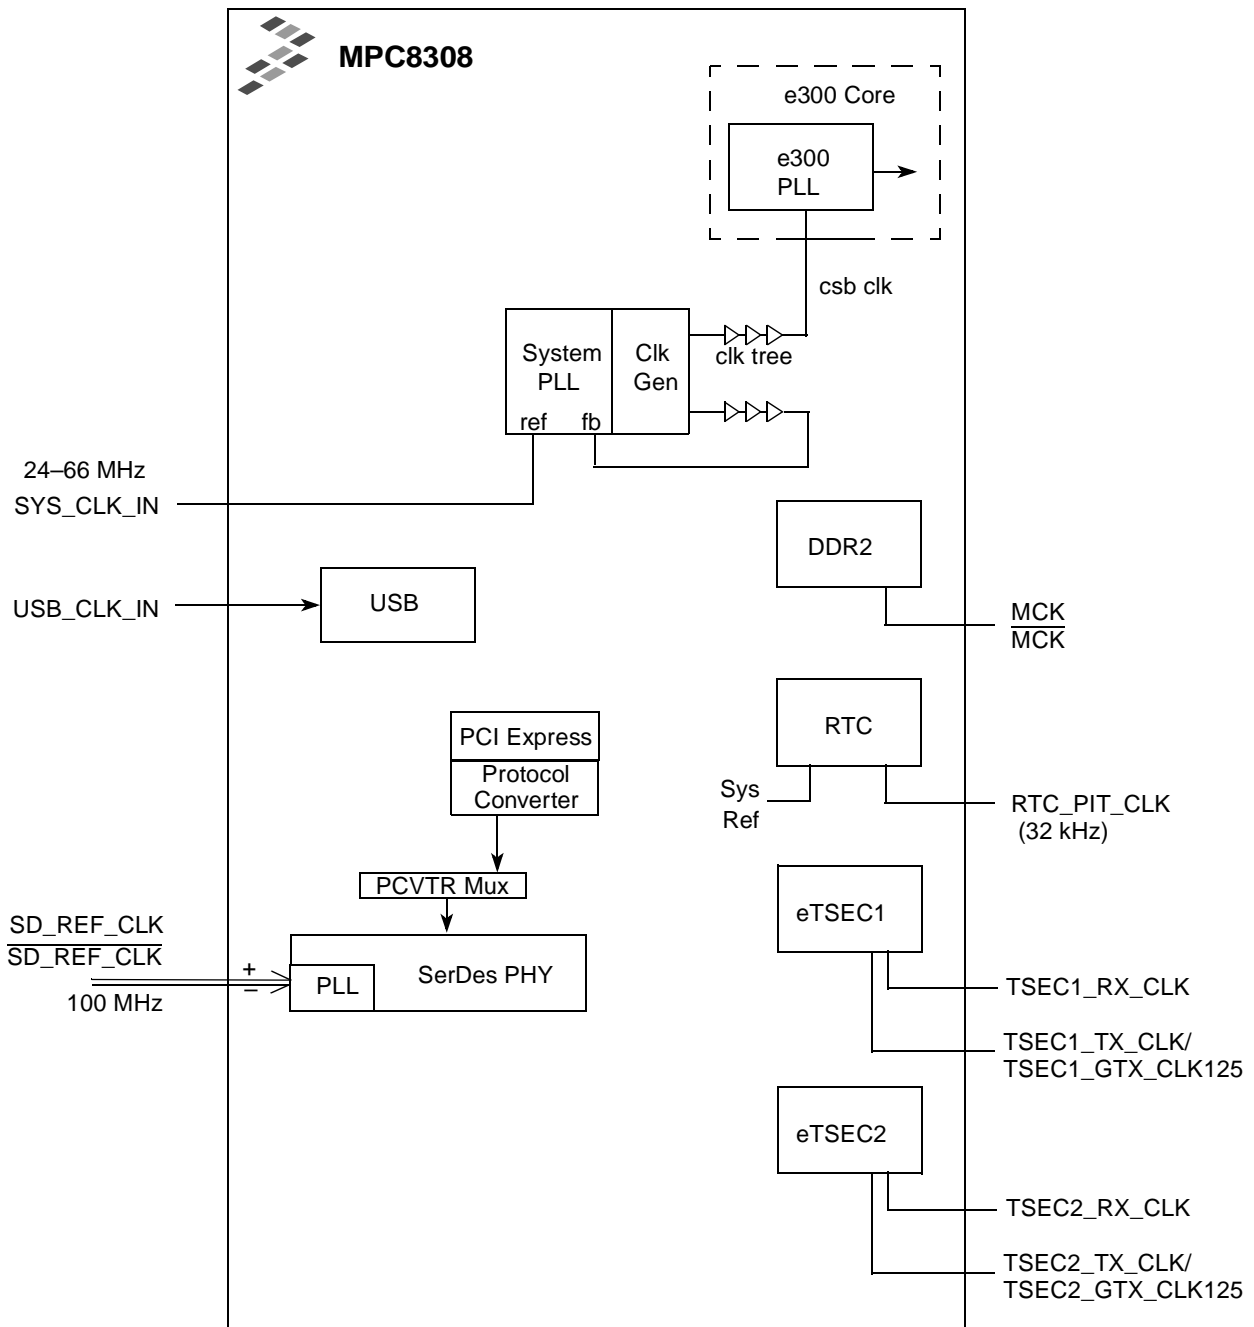 MPC8308
e300 Core
e300
PLL
csb clk
System
PLL
Clk
Gen
clk tree
ref
fb
24–66 MHz
SYS_CLK_IN
DDR2
USB_CLK_IN
USB
MCK
MCK
RTC
PCI Express
Protocol
Converter
Sys
Ref
RTC_PIT_CLK
(32 kHz)
PCVTR Mux
eTSEC1
SD_REF_CLK
SD_REF_CLK
+
–
100 MHz
PLL
SerDes PHY
TSEC1_RX_CLK
TSEC1_TX_CLK/
TSEC1_GTX_CLK125
eTSEC2
TSEC2_RX_CLK
TSEC2_TX_CLK/
TSEC2_GTX_CLK125